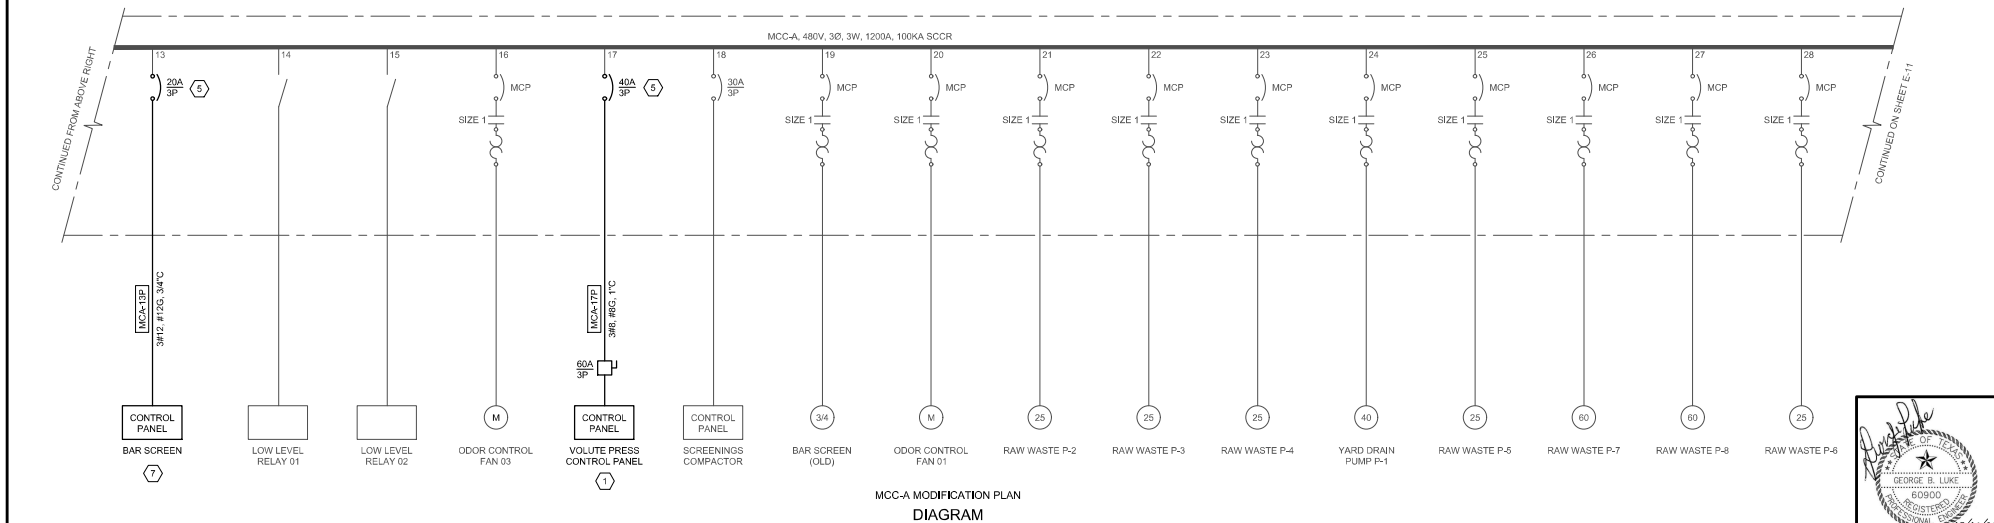 MCC-A, 480V, 3Ø, 3W, 1200A, 100KA SCCR
CONTINUED FROM ABOVE RIGHT
CONTINUED ON SHEET E-11
13
14
15
16
17
18
19
20
21
22
23
24
25
26
27
28
20A
3P
5
MCP
40A
3P
5
30A
3P
MCP
MCP
MCP
MCP
MCP
MCP
MCP
MCP
MCP
MCP
SIZE 1
SIZE 1
SIZE 1
SIZE 1
SIZE 1
SIZE 1
SIZE 1
SIZE 1
SIZE 1
SIZE 1
SIZE 1
MCA-13P
3#12, #12G, 3/4"C
MCA-17P
3#8, #8G, 1"C
60A
3P
CONTROL
PANEL
BAR SCREEN
7
LOW LEVEL
RELAY 01
LOW LEVEL
RELAY 02
M
ODOR CONTROL
FAN 03
CONTROL
PANEL
VOLUTE PRESS
CONTROL PANEL
1
CONTROL
PANEL
SCREENINGS
COMPACTOR
3/4
BAR SCREEN
(OLD)
M
ODOR CONTROL
FAN 01
25
RAW WASTE P-2
25
RAW WASTE P-3
25
RAW WASTE P-4
40
YARD DRAIN
PUMP P-1
25
RAW WASTE P-5
60
RAW WASTE P-7
60
RAW WASTE P-8
25
RAW WASTE P-6
MCC-A MODIFICATION PLAN
DIAGRAM
STATE OF TEXAS
GEORGE B. LUKE
60900
REGISTERED
PROFESSIONAL ENGINEER